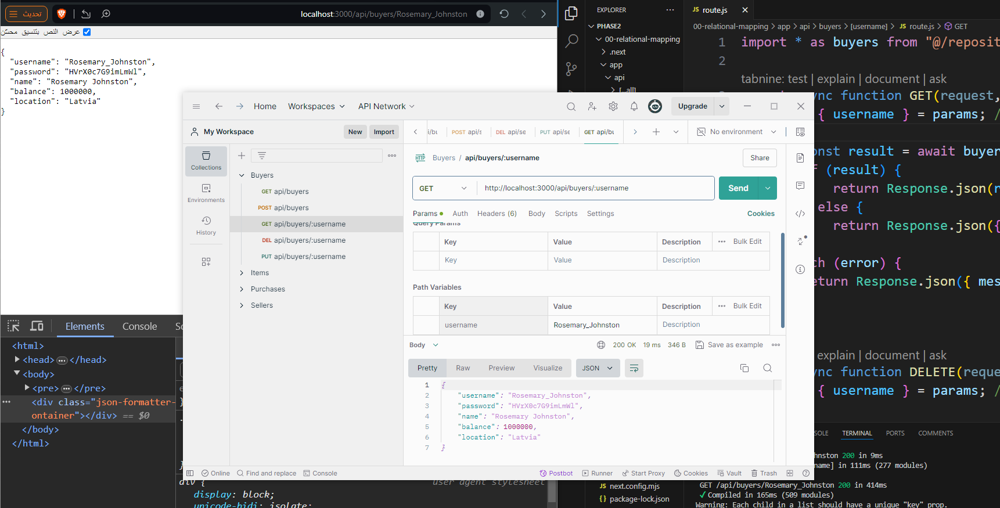 تحديث
localhost:3000/api/buyers/Rosemary_Johnston
عرض النص بتنسيق محسّن
{
"username": "Rosemary_Johnston",
"password": "HVrX0c7G9imLmWl",
"name": "Rosemary Johnston",
"balance": 1000000,
"location": "Latvia"
}
Elements Console
<html>
<head> ••• </head>
<body>
<pre> ••• </pre>
<div class="json-formatter-
ontainer"></div> == $0
</body>
</html>
div { user agent stylesheet
display: block;
unicode-bidi: isolate;
Home Workspaces API Network Upgrade
My Workspace New Import
POST api/s DEL api/se PUT api/se GET api/bu No environment
Collections
Environments
History
Buyers
GET api/buyers
POST api/buyers
GET api/buyers/:username
DEL api/buyers/:username
PUT api/buyers/:username
Items
Purchases
Sellers
HTTP Buyers / api/buyers/:username Share
GET http://localhost:3000/api/buyers/:username Send
Params Auth Headers (6) Body Scripts Settings Cookies
Query Params
Key Value Description ••• Bulk Edit
Key Value Description
Path Variables
Key Value Description ••• Bulk Edit
username Rosemary_Johnston Description
Body 200 OK 19 ms 346 B Save as example
Pretty Raw Preview Visualize JSON
1 {
2 "username": "Rosemary_Johnston",
3 "password": "HVrX0c7G9imLmWl",
4 "name": "Rosemary Johnston",
5 "balance": 1000000,
6 "location": "Latvia"
7 }
Online Find and replace Console Postbot Runner Start Proxy Cookies Vault Trash
EXPLORER
PHASE2
00-relational-mapping
.next
app
api
[...all]
next.config.mjs
package-lock.json
JS route.js
00-relational-mapping > app > api > buyers > [username] > JS route.js > GET
1 import * as buyers from "@/reposit
2
tabnine: test | explain | document | ask
ync function GET(request,
{ username } = params; /
onst result = await buyer
f (result) {
return Response.json(r
else {
return Response.json({
ch (error) {
eturn Response.json({ mes
explain | document | ask
ync function DELETE(reque
{ username } = params; /
SOLE TERMINAL PORTS COMMENTS
hnston 200 in 9ms
name] in 111ms (277 modules)
GET /api/buyers/Rosemary_Johnston 200 in 414ms
✓ Compiled in 165ms (509 modules)
Warning: Each child in a list should have a unique "key" prop.